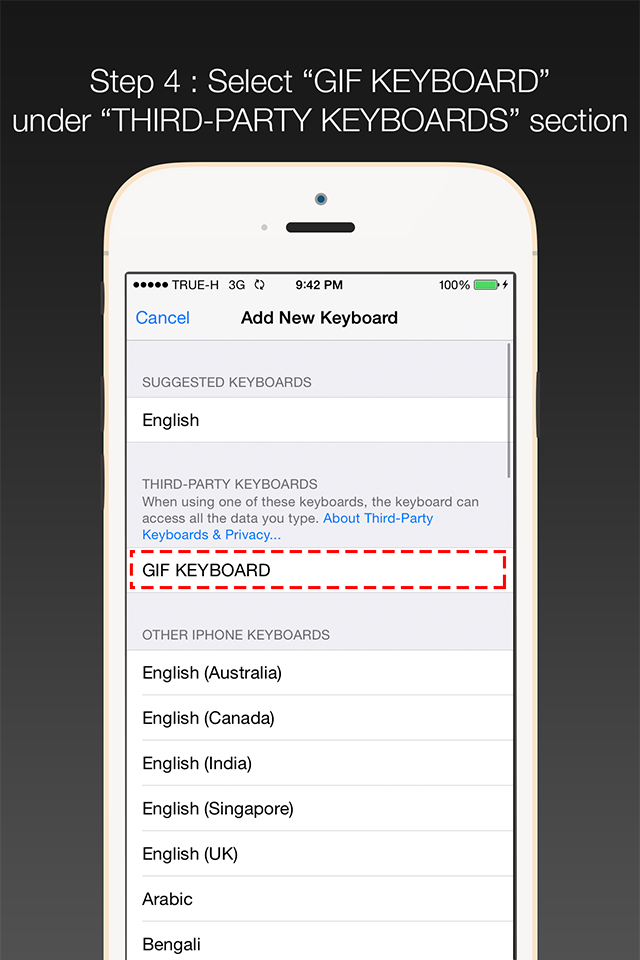 Step 4 : Select “GIF KEYBOARD”
under “THIRD-PARTY KEYBOARDS” section
TRUE-H 3G 9:42 PM 100%
Cancel Add New Keyboard
SUGGESTED KEYBOARDS
English
THIRD-PARTY KEYBOARDS
When using one of these keyboards, the keyboard can
access all the data you type. About Third-Party
Keyboards & Privacy...
GIF KEYBOARD
OTHER IPHONE KEYBOARDS
English (Australia)
English (Canada)
English (India)
English (Singapore)
English (UK)
Arabic
Bengali